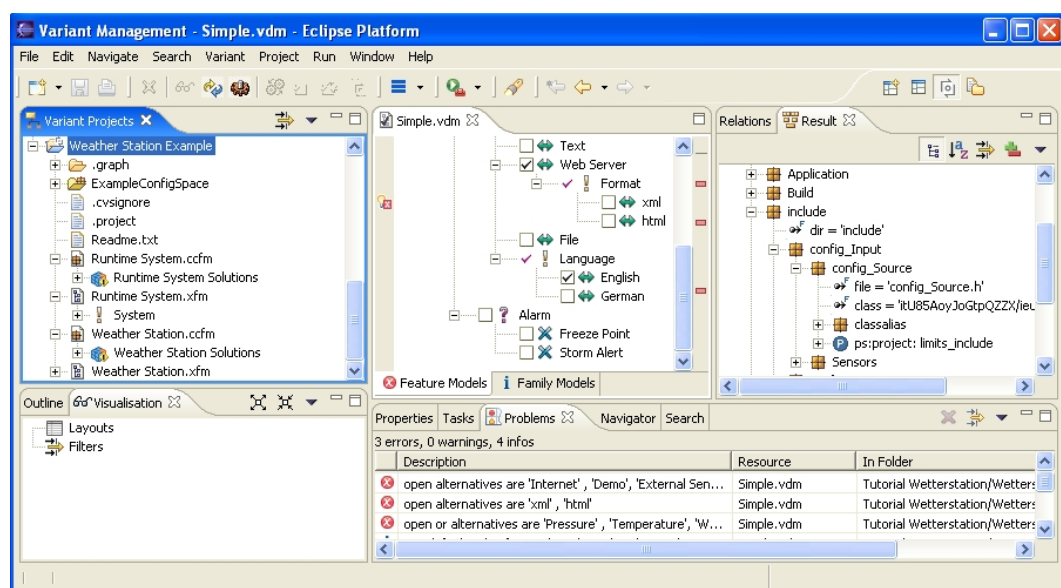 Variant Management - Simple.vdm - Eclipse Platform
File Edit Navigate Search Variant Project Run Window Help
Variant Projects
Weather Station Example
.graph
ExampleConfigSpace
.cvsignore
.project
Readme.txt
Runtime System.ccfm
Runtime System Solutions
Runtime System.xfm
System
Weather Station.ccfm
Weather Station Solutions
Weather Station.xfm
Simple.vdm
Text
Web Server
Format
xml
html
File
Language
English
German
Alarm
Freeze Point
Storm Alert
Feature Models Family Models
Relations Result
Application
Build
include
dir = 'include'
config_Input
config_Source
file = 'config_Source.h'
class = 'itU85AoyJoGtpQZZX/ieu
classalias
ps:project: limits_include
Sensors
Outline Visualisation
Layouts
Filters
Properties Tasks Problems Navigator Search
3 errors, 0 warnings, 4 infos
Description Resource In Folder
open alternatives are 'Internet' , 'Demo', 'External Sen... Simple.vdm Tutorial Wetterstation/Wetters
open alternatives are 'xml' , 'html' Simple.vdm Tutorial Wetterstation/Wetters
open or alternatives are 'Pressure' , 'Temperature', 'W... Simple.vdm Tutorial Wetterstation/Wetters